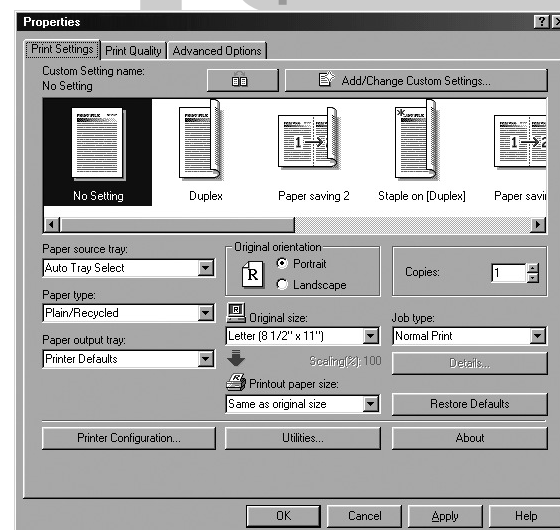 Properties
Print Settings Print Quality Advanced Options
Custom Setting name:
No Setting
Add/Change Custom Settings...
No Setting Duplex Paper saving 2 Staple on [Duplex] Paper savi
Paper source tray:
Auto Tray Select
Paper type:
Plain/Recycled
Paper output tray:
Printer Defaults
Original orientation
R
Portrait
Landscape
Copies:
1
Original size:
Letter (8 1/2" x 11")
Scaling(%): 100
Printout paper size:
Same as original size
Job type:
Normal Print
Details...
Restore Defaults
Printer Configuration... Utilities... About
OK Cancel Apply Help